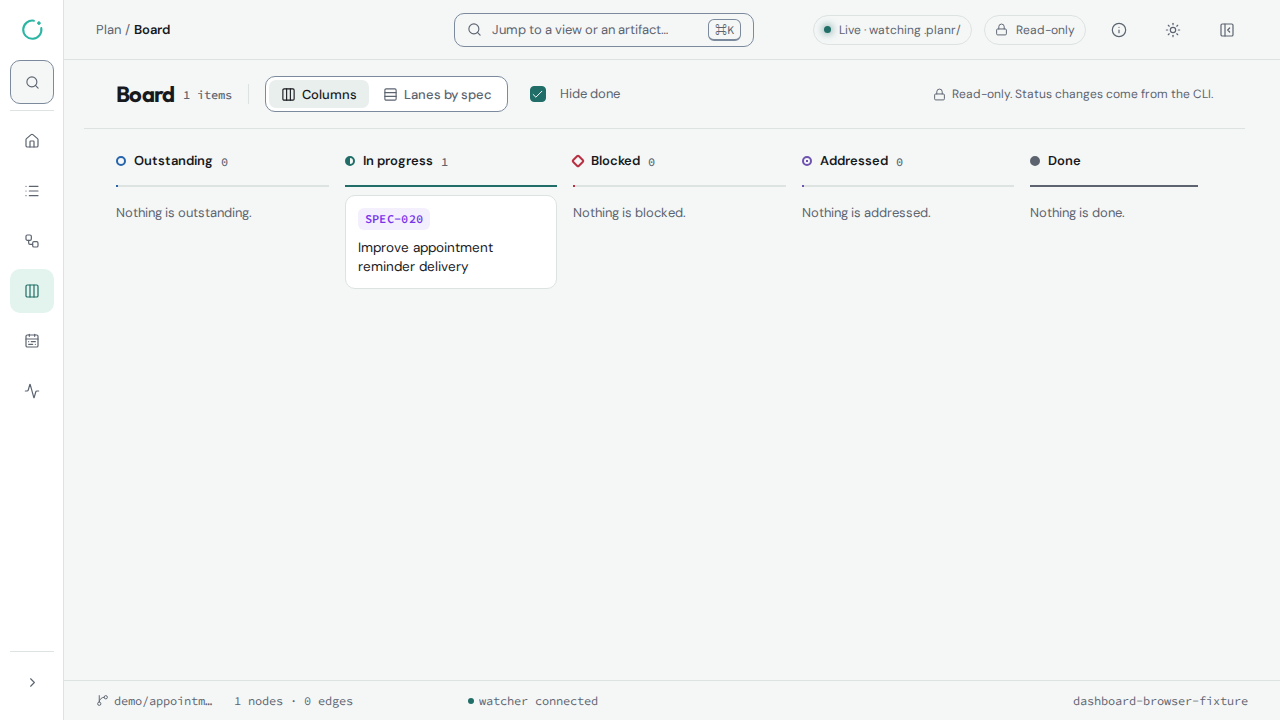 Plan / Board
Jump to a view or an artifact...
⌘K
Live · watching .planr/
Read-only
Board 1 items
Columns
Lanes by spec
Hide done
Read-only. Status changes come from the CLI.
Outstanding 0
In progress 1
Blocked 0
Addressed 0
Done
Nothing is outstanding.
SPEC-020
Improve appointment
reminder delivery
Nothing is blocked.
Nothing is addressed.
Nothing is done.
demo/appointm…
1 nodes · 0 edges
watcher connected
dashboard-browser-fixture